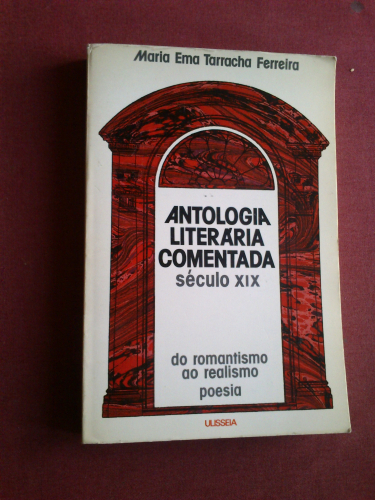 Maria Ema Tarracha Ferreira
ANTOLOGIA
LITERÁRIA
COMENTADA
século XIX
do romantismo
ao realismo
poesia
ULISSEIA